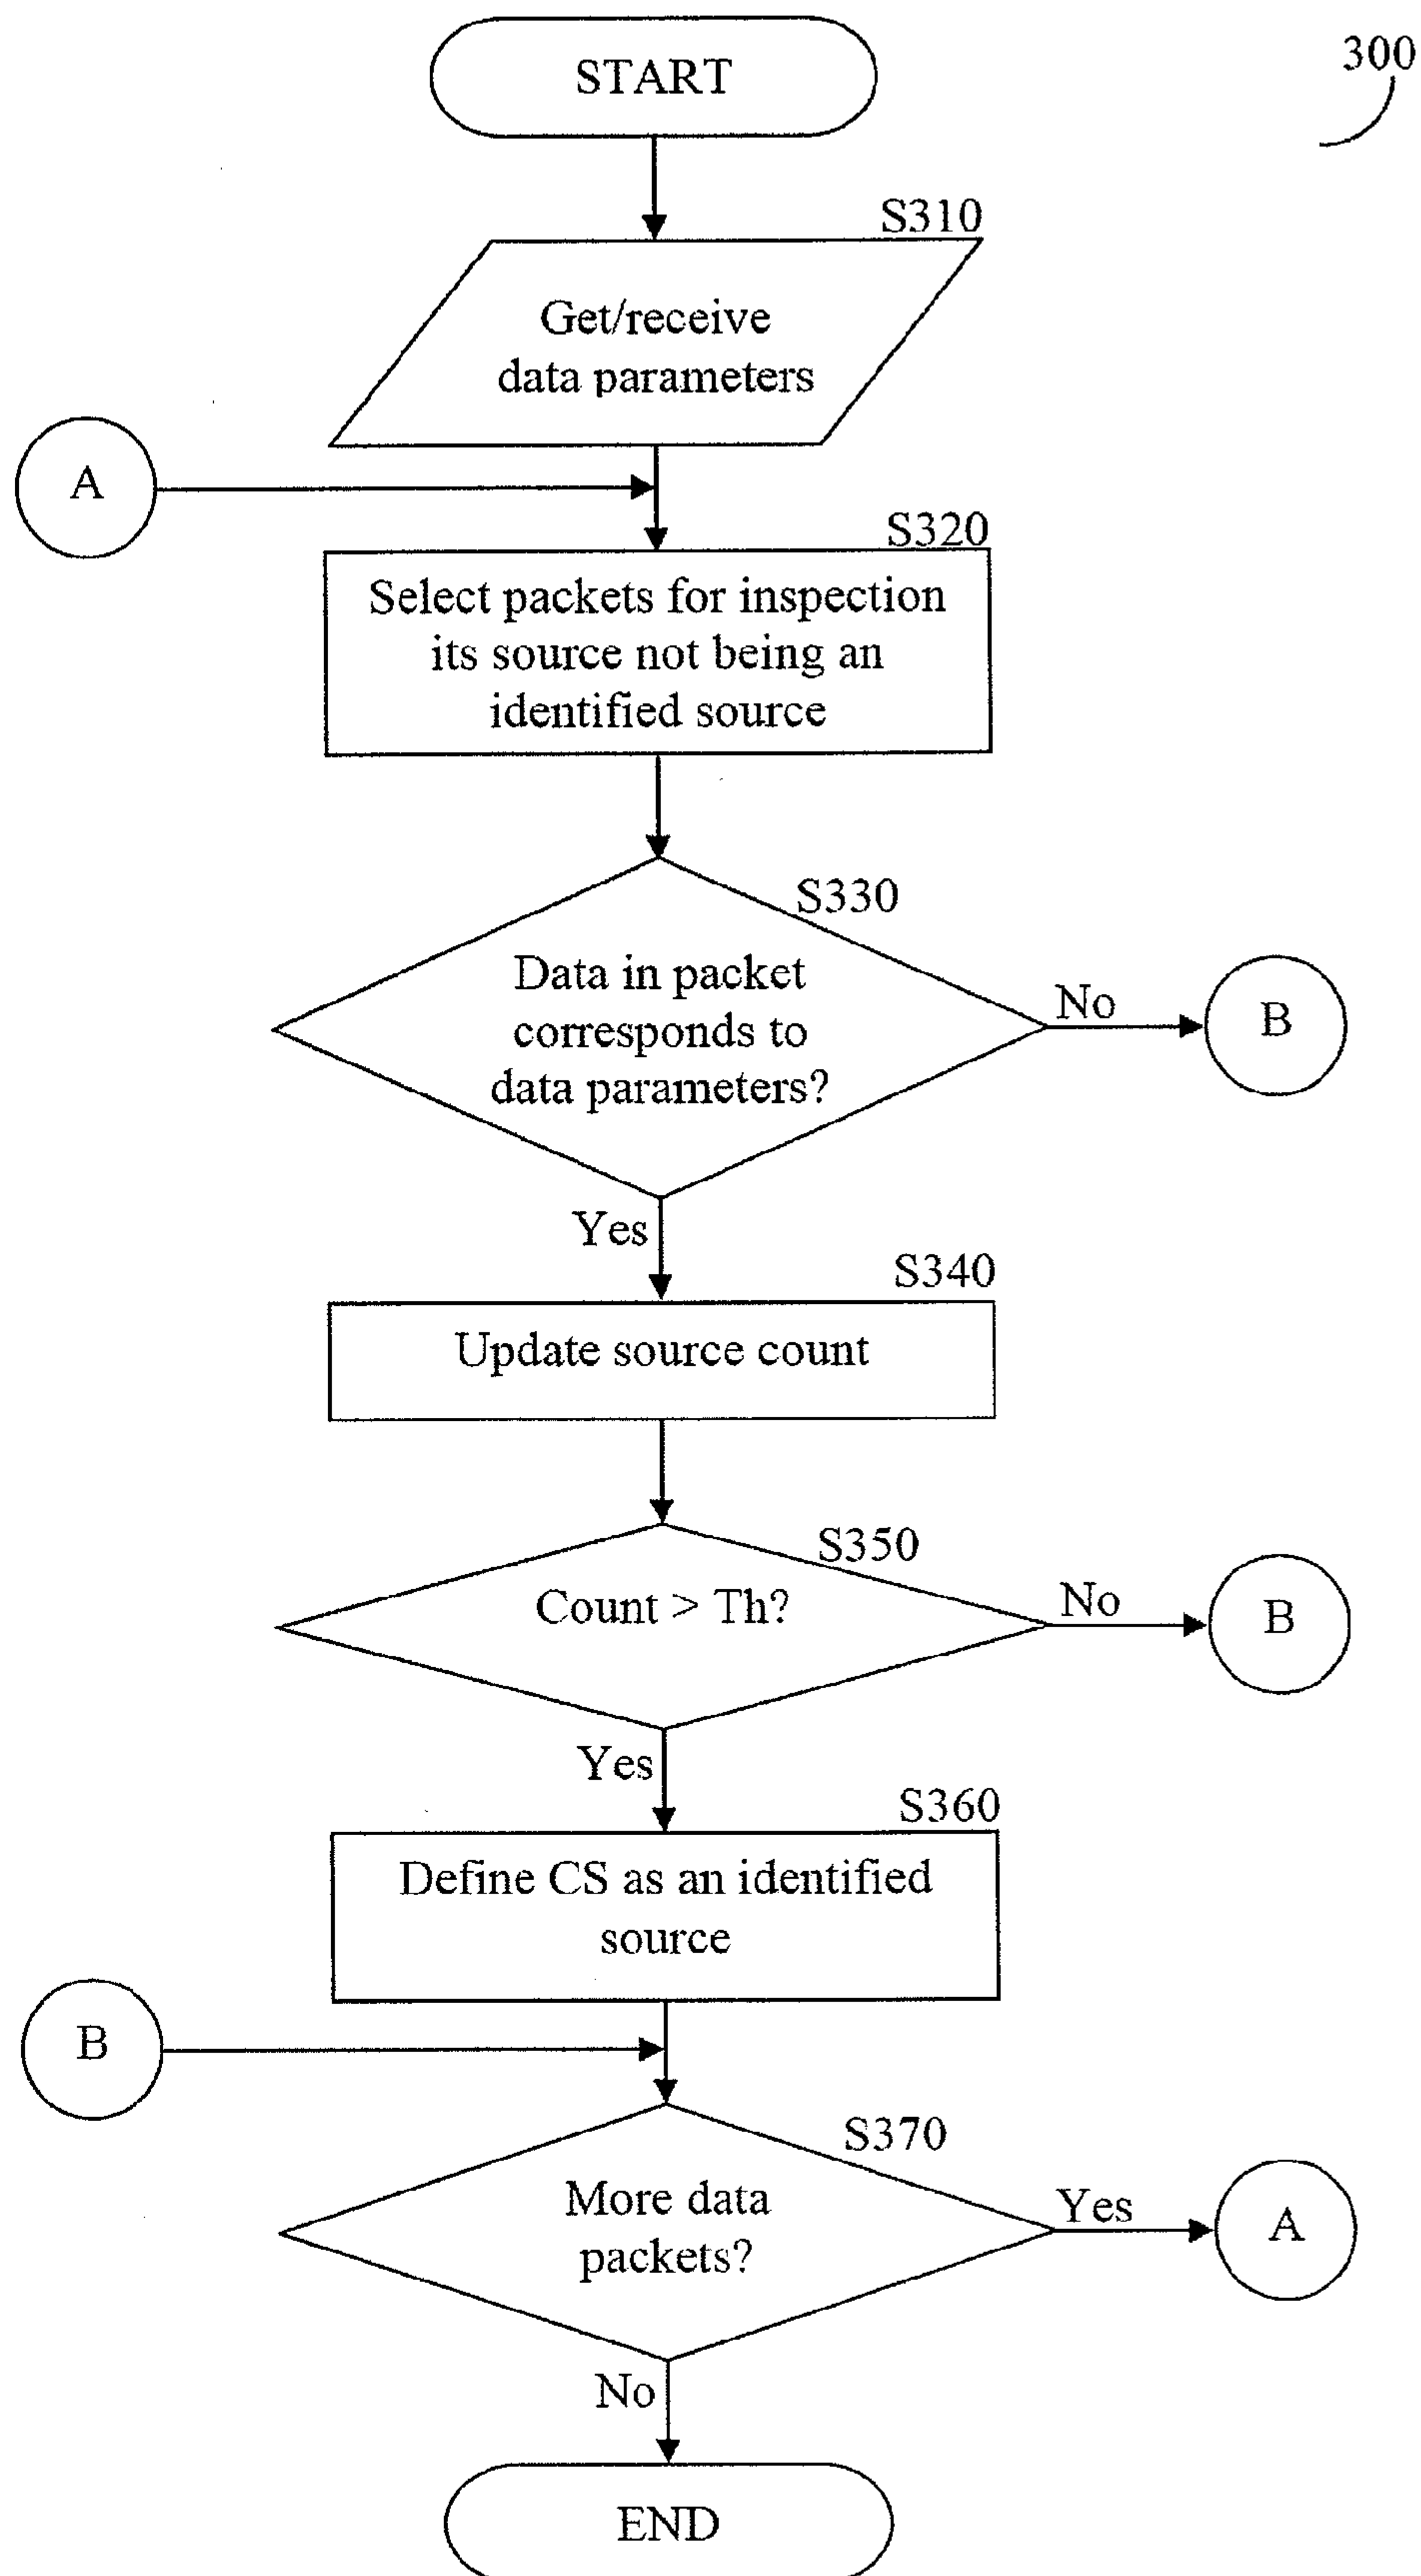 START
300
S310
Get/receive
data parameters
A
S320
Select packets for inspection
its source not being an
identified source
S330
Data in packet
corresponds to
data parameters?
No
B
Yes
S340
Update source count
S350
Count > Th?
No
B
Yes
S360
Define CS as an identified
source
B
S370
More data
packets?
Yes
A
No
END